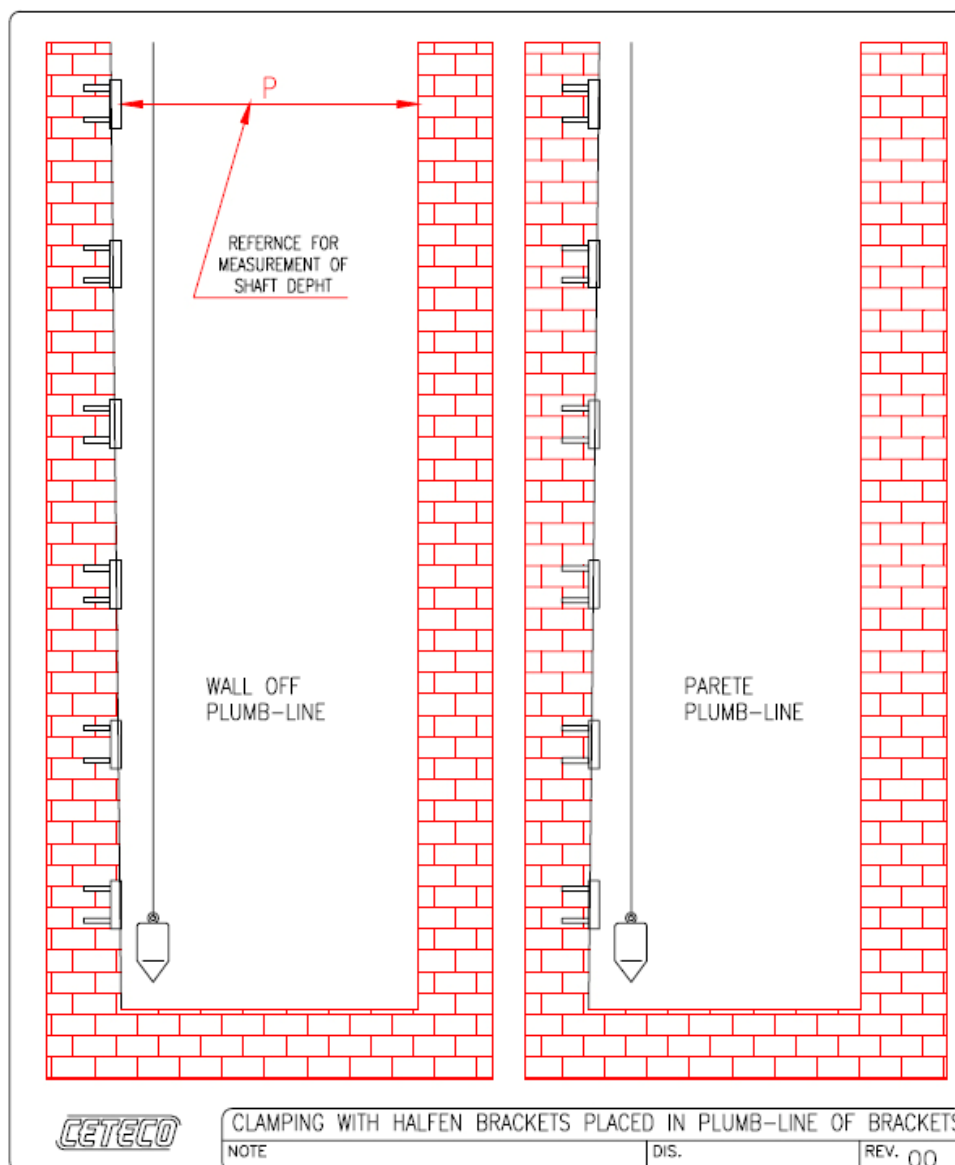 P
REFERNCE FOR
MEASUREMENT OF
SHAFT DEPHT
WALL OFF
PLUMB-LINE
PARETE
PLUMB-LINE
CETECO
CLAMPING WITH HALFEN BRACKETS PLACED IN PLUMB-LINE OF BRACKETS
NOTE
DIS.
REV. 00